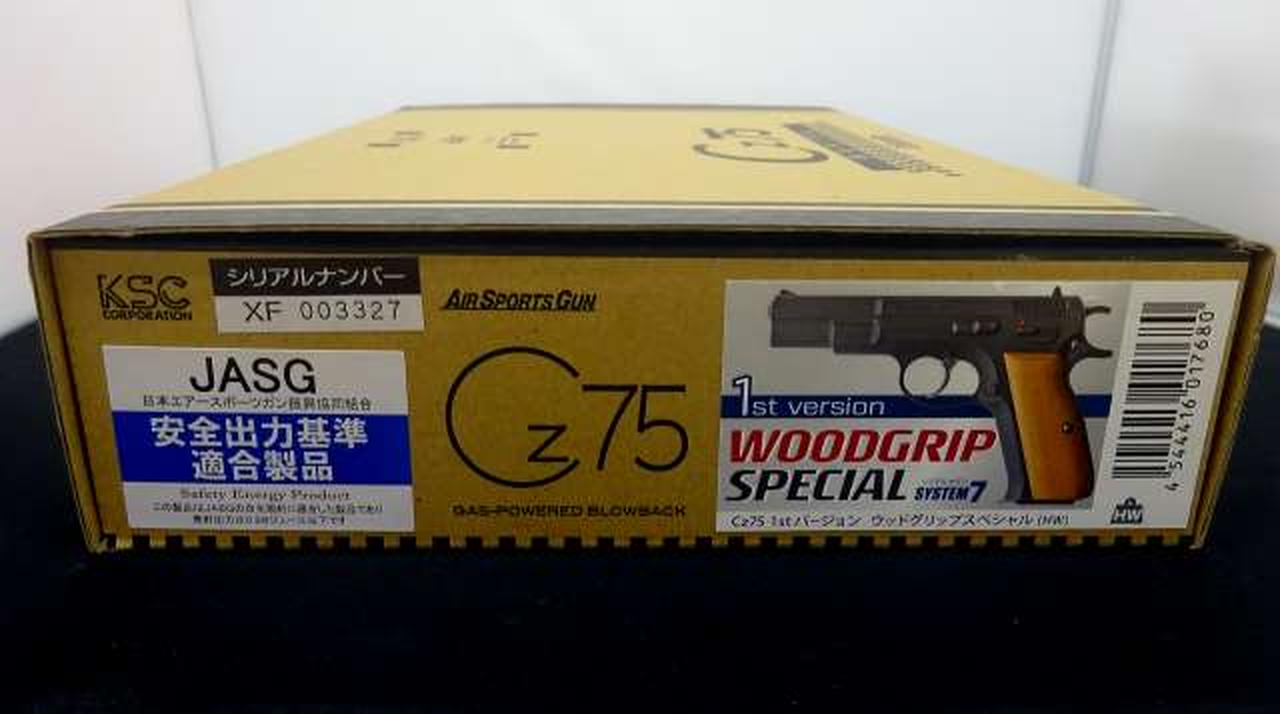 KSC
CORPORATION
シリアルナンバー
XF 003327
AIR SPORTS GUN
JASG
日本エアースポーツガン振興協同組合
安全出力基準
適合製品
Safety Energy Product
Cz75
GAS-POWERED BLOWBACK
1st version
WOODGRIP
SPECIAL
SYSTEM7
Cz75 1stバージョン ウッドグリップスペシャル (HW)
4 544416 017680
HW